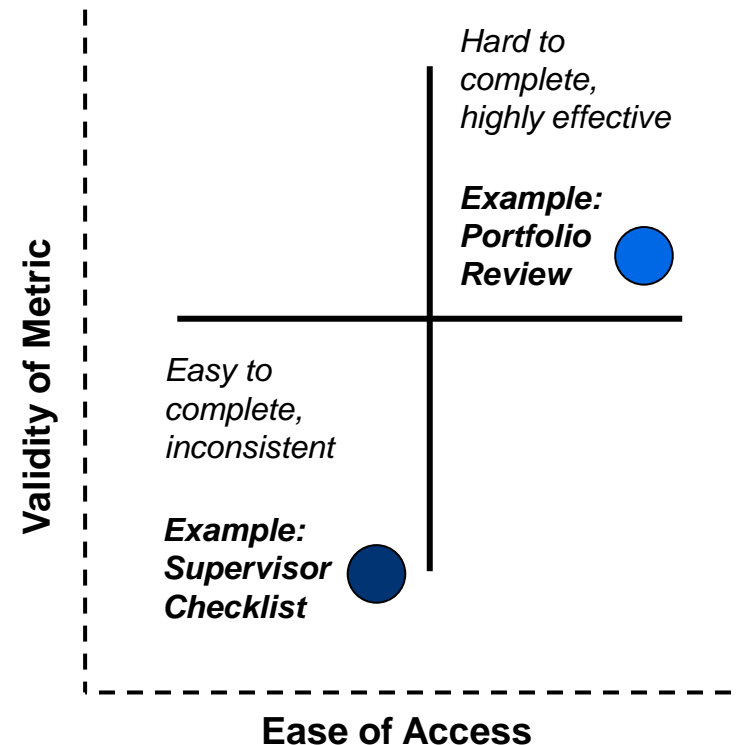 Hard to
complete,
highly effective
Example:
Portfolio
Review
Validity of Metric
Easy to
complete,
inconsistent
Example:
Supervisor
Checklist
Ease of Access